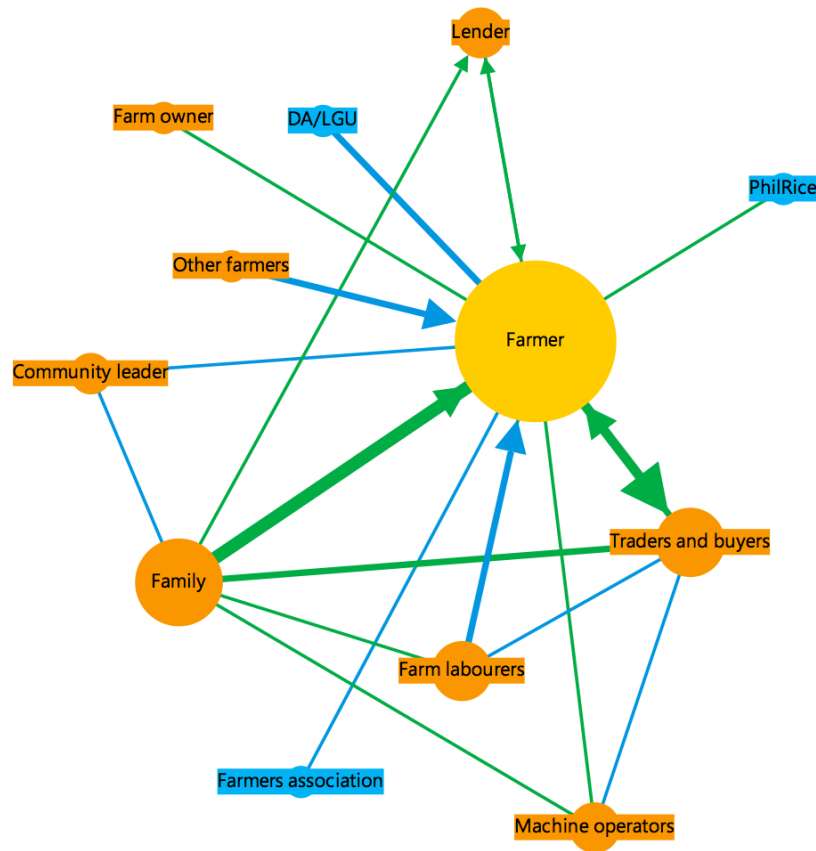 Lender
Farm owner
DA/LGU
PhilRice
Other farmers
Farmer
Community leader
Traders and buyers
Family
Farm labourers
Farmers association
Machine operators